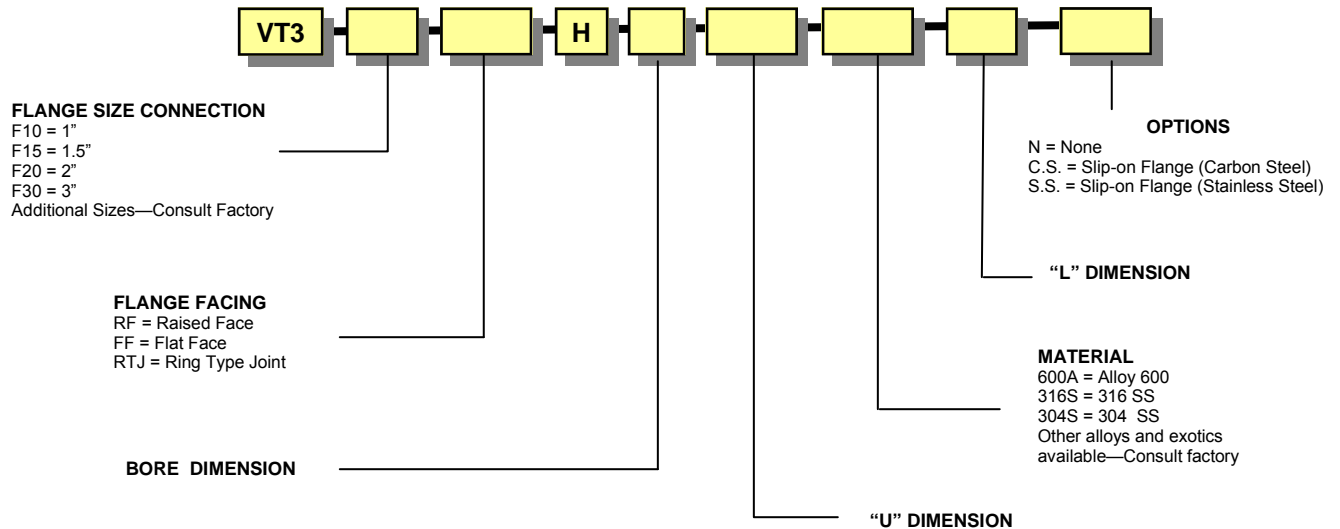 VT3
H
FLANGE SIZE CONNECTION
F10 = 1”
F15 = 1.5”
F20 = 2”
F30 = 3”
Additional Sizes—Consult Factory
OPTIONS
N = None
C.S. = Slip-on Flange (Carbon Steel)
S.S. = Slip-on Flange (Stainless Steel)
“L” DIMENSION
FLANGE FACING
RF = Raised Face
FF = Flat Face
RTJ = Ring Type Joint
MATERIAL
600A = Alloy 600
316S = 316 SS
304S = 304 SS
Other alloys and exotics
available—Consult factory
BORE DIMENSION
“U” DIMENSION